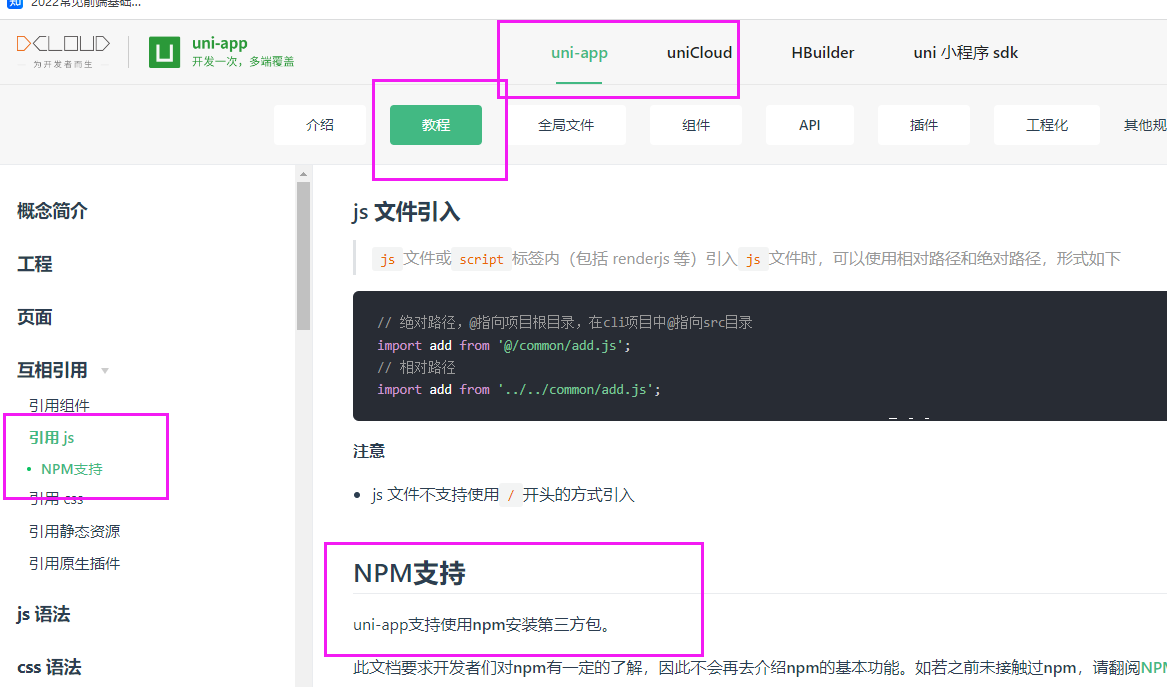 知 2022常见前端基础...
DCLOUD
为开发者而生
uni-app
开发一次，多端覆盖
uni-app uniCloud HBuilder uni 小程序 sdk
介绍 教程 全局文件 组件 API 插件 工程化 其他规
概念简介
工程
页面
互相引用
引用组件
引用 js
• NPM支持
引用 css
引用静态资源
引用原生插件
js 语法
css 语法
js 文件引入
js 文件或 script 标签内（包括 renderjs 等）引入 js 文件时，可以使用相对路径和绝对路径，形式如下
// 绝对路径，@指向项目根目录，在cli项目中@指向src目录
import add from '@/common/add.js';
// 相对路径
import add from '../../common/add.js';
注意
• js 文件不支持使用 / 开头的方式引入
NPM支持
uni-app支持使用npm安装第三方包。
此文档要求开发者们对npm有一定的了解，因此不会再去介绍npm的基本功能。如若之前未接触过npm，请翻阅NPM